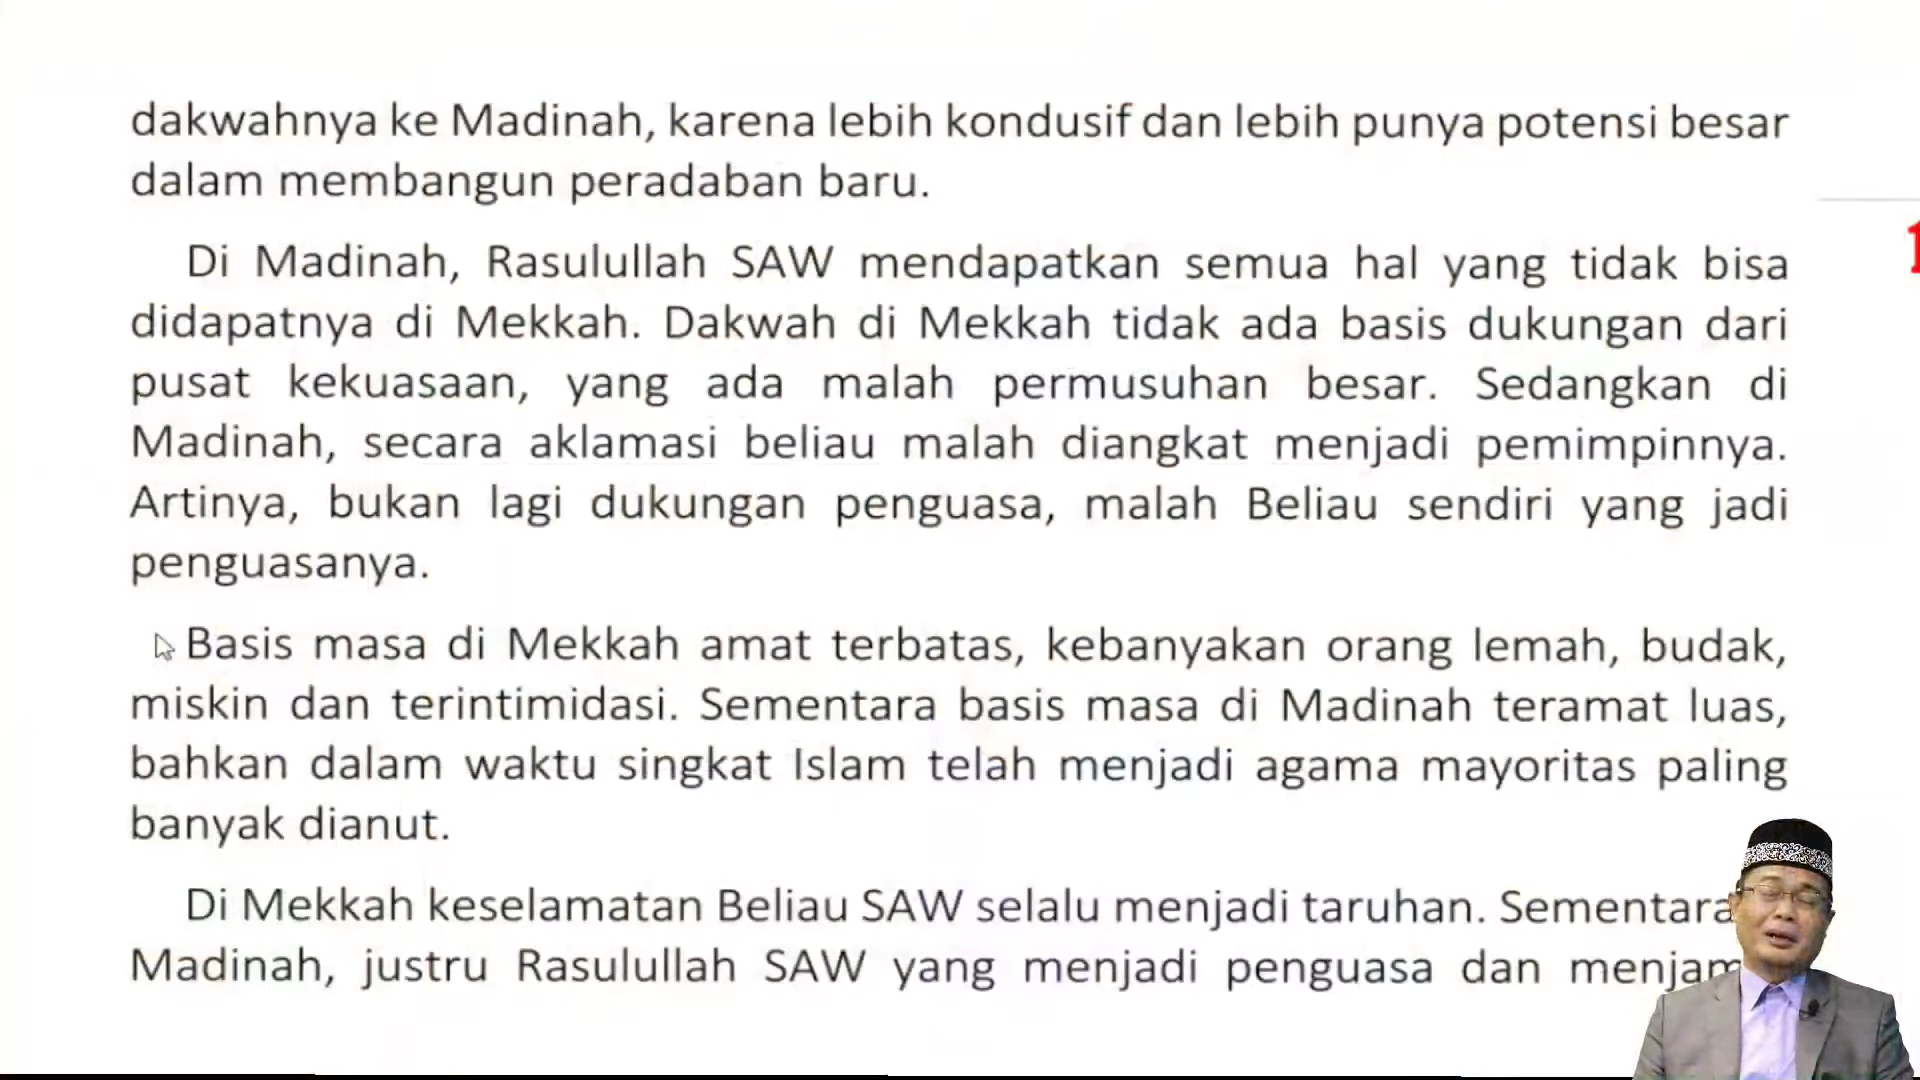 dakwahnya ke Madinah, karena lebih kondusif dan lebih punya potensi besar
dalam membangun peradaban baru.
Di Madinah, Rasulullah SAW mendapatkan semua hal yang tidak bisa
didapatnya di Mekkah. Dakwah di Mekkah tidak ada basis dukungan dari
pusat kekuasaan, yang ada malah permusuhan besar. Sedangkan di
Madinah, secara aklamasi beliau malah diangkat menjadi pemimpinnya.
Artinya, bukan lagi dukungan penguasa, malah Beliau sendiri yang jadi
penguasanya.
Basis masa di Mekkah amat terbatas, kebanyakan orang lemah, budak,
miskin dan terintimidasi. Sementara basis masa di Madinah teramat luas,
bahkan dalam waktu singkat Islam telah menjadi agama mayoritas paling
banyak dianut.
Di Mekkah keselamatan Beliau SAW selalu menjadi taruhan. Sementara
Madinah, justru Rasulullah SAW yang menjadi penguasa dan